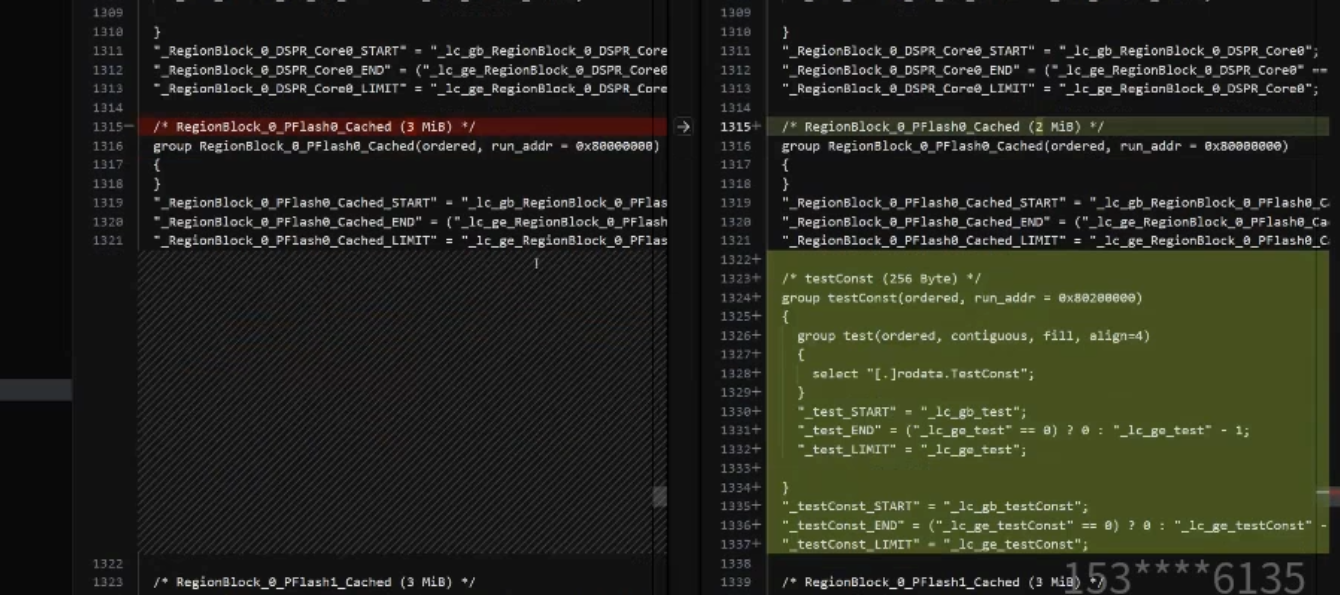 1309
1310 }
1311 "_RegionBlock_0_DSPR_Core0_START" = "_lc_gb_RegionBlock_0_DSPR_Core
1312 "_RegionBlock_0_DSPR_Core0_END" = ("_lc_ge_RegionBlock_0_DSPR_Core0
1313 "_RegionBlock_0_DSPR_Core0_LIMIT" = "_lc_ge_RegionBlock_0_DSPR_Core
1314
1315− /* RegionBlock_0_PFlash0_Cached (3 MiB) */
1316 group RegionBlock_0_PFlash0_Cached(ordered, run_addr = 0x80000000)
1317 {
1318 }
1319 "_RegionBlock_0_PFlash0_Cached_START" = "_lc_gb_RegionBlock_0_PFlas
1320 "_RegionBlock_0_PFlash0_Cached_END" = ("_lc_ge_RegionBlock_0_PFlash
1321 "_RegionBlock_0_PFlash0_Cached_LIMIT" = "_lc_ge_RegionBlock_0_PFlas
1322
1323 /* RegionBlock_0_PFlash1_Cached (3 MiB) */
1309
1310 }
1311 "_RegionBlock_0_DSPR_Core0_START" = "_lc_gb_RegionBlock_0_DSPR_Core0";
1312 "_RegionBlock_0_DSPR_Core0_END" = ("_lc_ge_RegionBlock_0_DSPR_Core0" ==
1313 "_RegionBlock_0_DSPR_Core0_LIMIT" = "_lc_ge_RegionBlock_0_DSPR_Core0";
1314
1315+ /* RegionBlock_0_PFlash0_Cached (2 MiB) */
1316 group RegionBlock_0_PFlash0_Cached(ordered, run_addr = 0x80000000)
1317 {
1318 }
1319 "_RegionBlock_0_PFlash0_Cached_START" = "_lc_gb_RegionBlock_0_PFlash0_C
1320 "_RegionBlock_0_PFlash0_Cached_END" = ("_lc_ge_RegionBlock_0_PFlash0_Ca
1321 "_RegionBlock_0_PFlash0_Cached_LIMIT" = "_lc_ge_RegionBlock_0_PFlash0_C
1322+
1323+ /* testConst (256 Byte) */
1324+ group testConst(ordered, run_addr = 0x80200000)
1325+ {
1326+ group test(ordered, contiguous, fill, align=4)
1327+ {
1328+ select "[.]rodata.TestConst";
1329+ }
1330+ "_test_START" = "_lc_gb_test";
1331+ "_test_END" = ("_lc_ge_test" == 0) ? 0 : "_lc_ge_test" - 1;
1332+ "_test_LIMIT" = "_lc_ge_test";
1333+
1334+ }
1335+ "_testConst_START" = "_lc_gb_testConst";
1336+ "_testConst_END" = ("_lc_ge_testConst" == 0) ? 0 : "_lc_ge_testConst" -
1337+ "_testConst_LIMIT" = "_lc_ge_testConst";
1338
1339 /* RegionBlock_0_PFlash1_Cached (3 MiB) */
153****6135